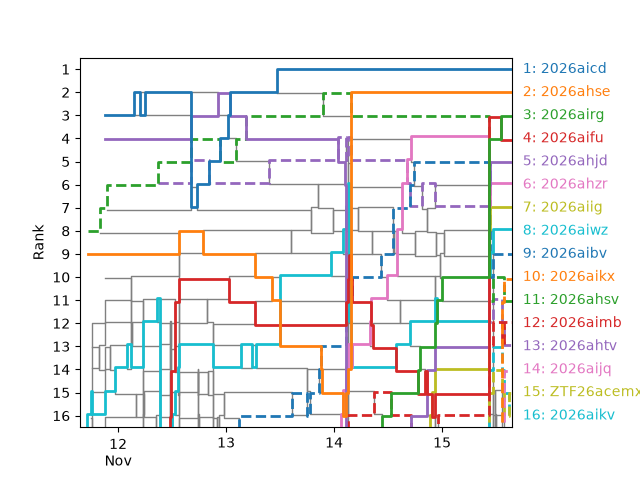 1
2
3
4
5
6
7
8
9
10
11
12
13
14
15
16
Rank
12
13
14
15
Nov
1: 2026aicd
2: 2026ahse
3: 2026airg
4: 2026aifu
5: 2026ahjd
6: 2026ahzr
7: 2026aiig
8: 2026aiwz
9: 2026aibv
10: 2026aikx
11: 2026ahsv
12: 2026aimb
13: 2026ahtv
14: 2026aijq
15: ZTF26acemx
16: 2026aikv